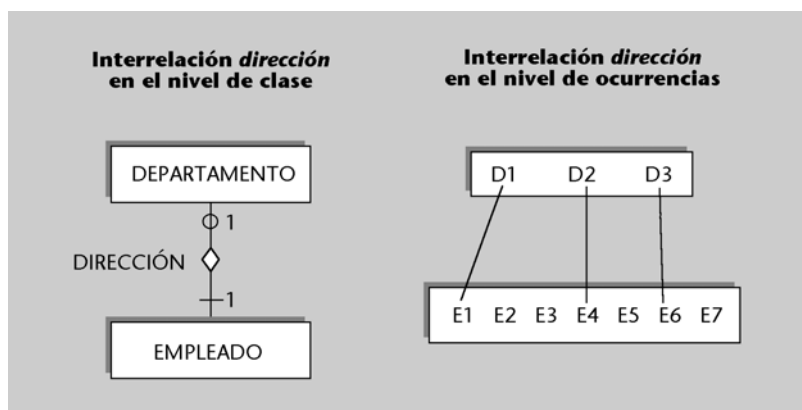 Interrelación dirección
en el nivel de clase
DEPARTAMENTO
1
DIRECCIÓN
1
EMPLEADO
Interrelación dirección
en el nivel de ocurrencias
D1 D2 D3
E1 E2 E3 E4 E5 E6 E7